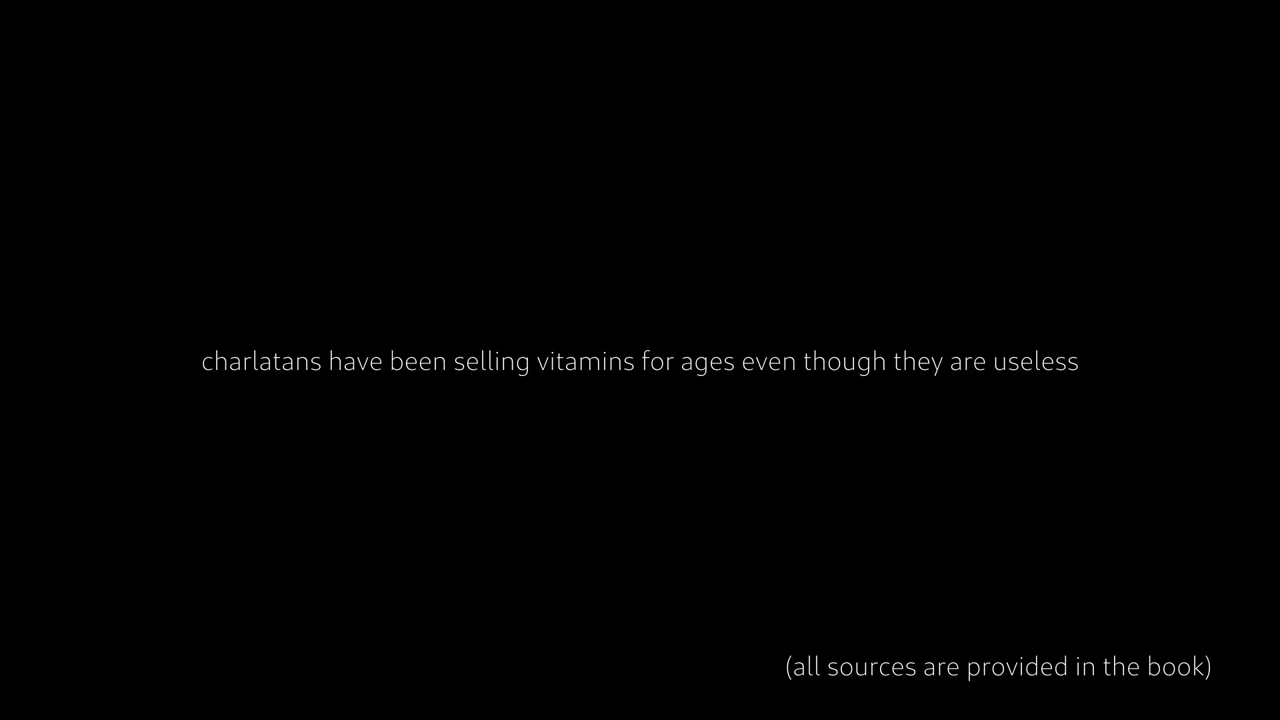 charlatans have been selling vitamins for ages even though they are useless
(all sources are provided in the book)